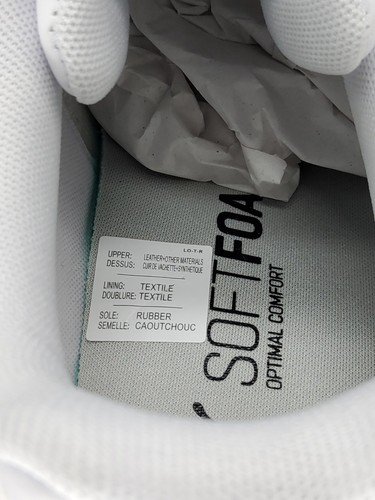 LO-T-R
UPPER: LEATHER+OTHER MATERIALS
DESSUS: CUIR DE VACHETTE+SYNTHETIQUE
LINING: TEXTILE
DOUBLURE: TEXTILE
SOLE: RUBBER
SEMELLE: CAOUTCHOUC
SOFTFOA
OPTIMAL COMFORT